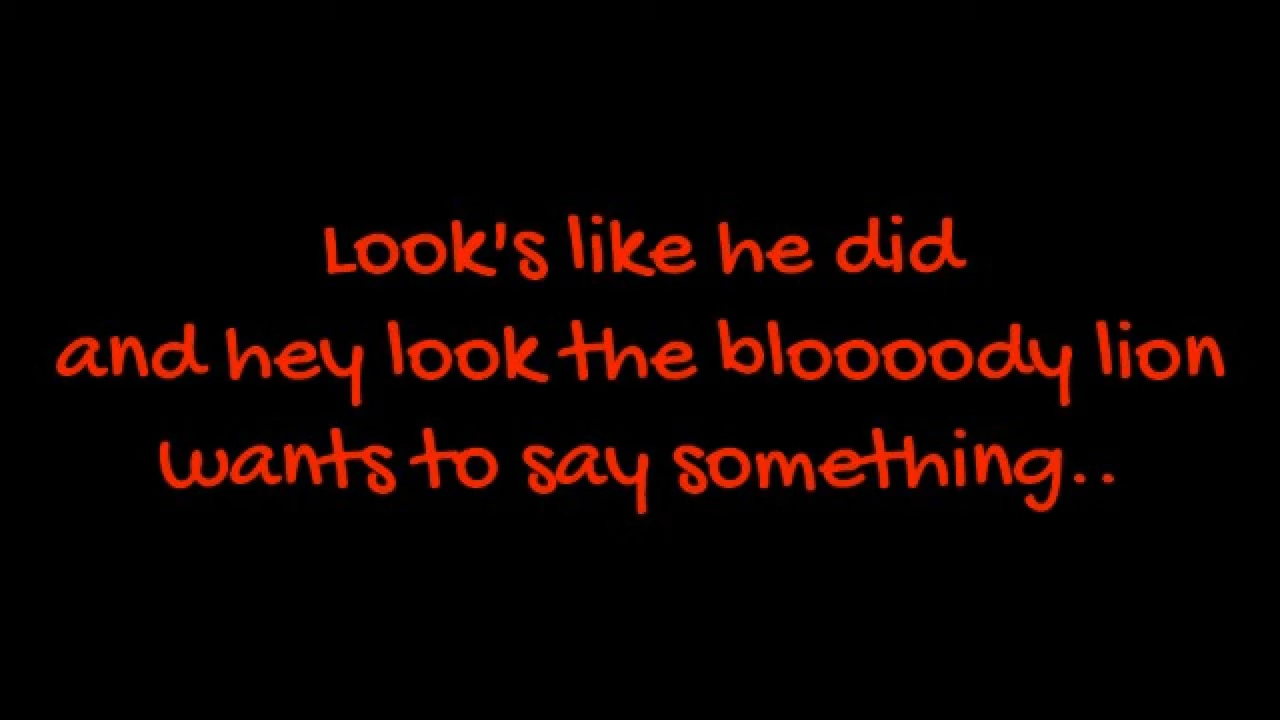 Look's like he did
and hey look the bloooody lion
wants to say something..